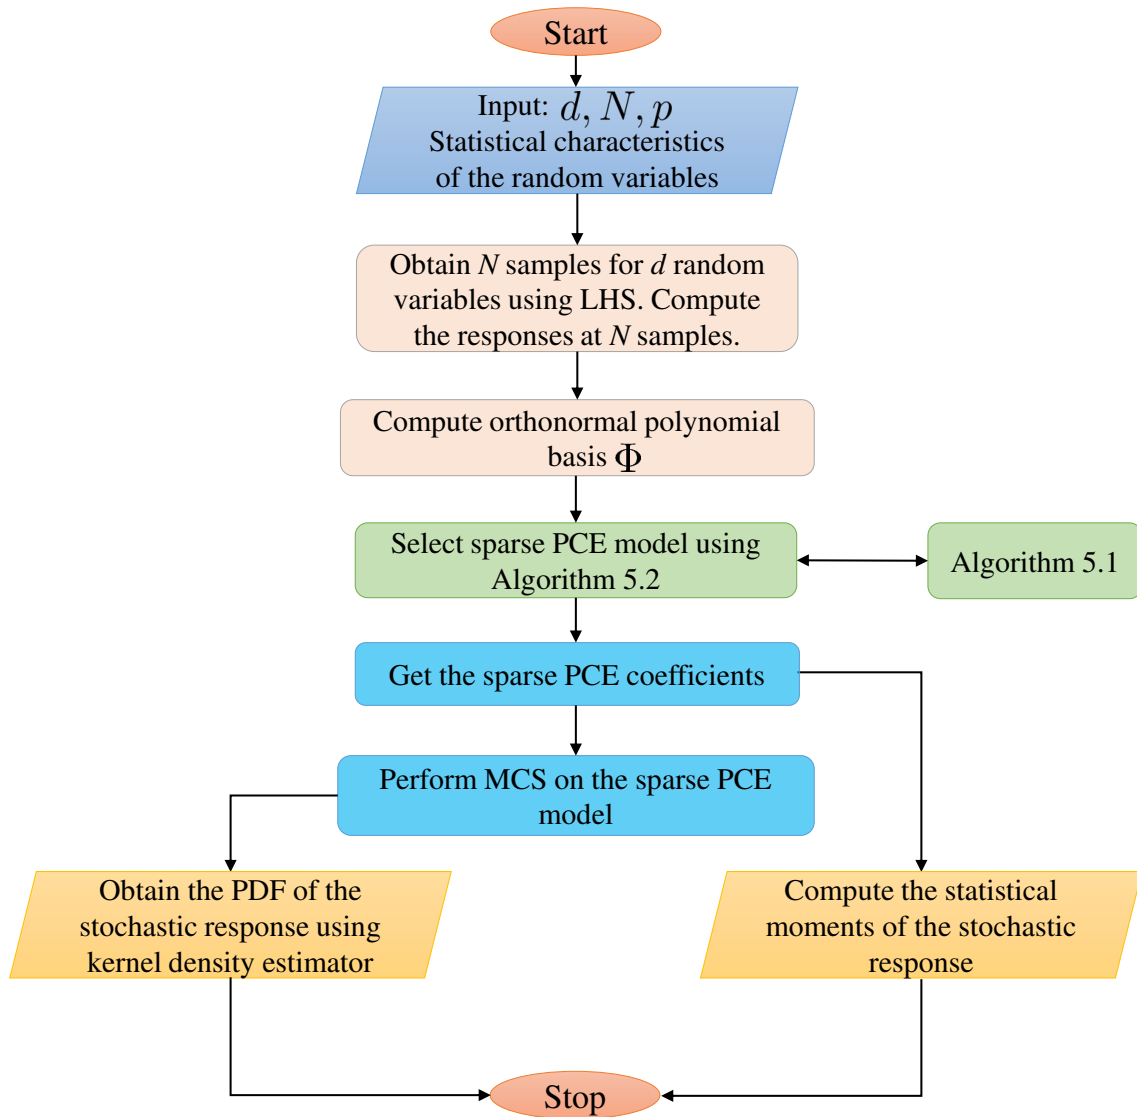 Start
Input: d, N, p
Statistical characteristics
of the random variables
Obtain N samples for d random
variables using LHS. Compute
the responses at N samples.
Compute orthonormal polynomial
basis Φ
Select sparse PCE model using
Algorithm 5.2
Algorithm 5.1
Get the sparse PCE coefficients
Perform MCS on the sparse PCE
model
Obtain the PDF of the
stochastic response using
kernel density estimator
Compute the statistical
moments of the stochastic
response
Stop